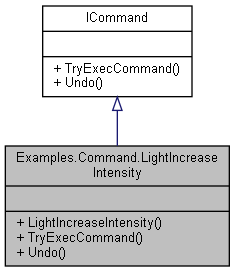 ICommand
+ TryExecCommand()
+ Undo()
Examples.Command.LightIncrease
Intensity
+ LightIncreaseIntensity()
+ TryExecCommand()
+ Undo()